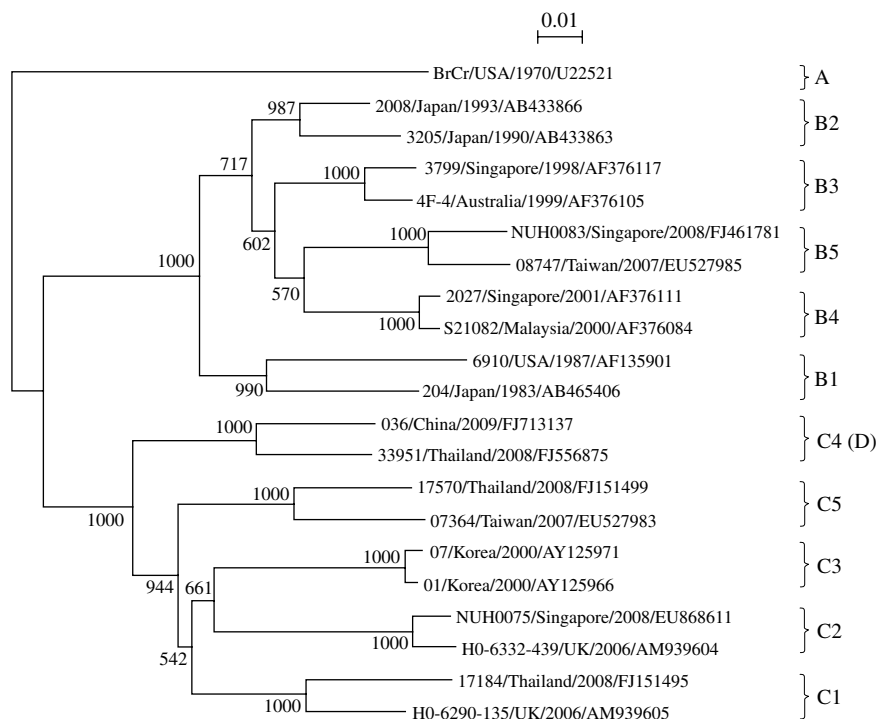 0.01
BrCr/USA/1970/U22521 A
987 2008/Japan/1993/AB433866
3205/Japan/1990/AB433863
B2
717
1000 3799/Singapore/1998/AF376117
4F-4/Australia/1999/AF376105
B3
602
1000 NUH0083/Singapore/2008/FJ461781
08747/Taiwan/2007/EU527985
B5
1000
570
2027/Singapore/2001/AF376111
1000 S21082/Malaysia/2000/AF376084
B4
6910/USA/1987/AF135901
990 204/Japan/1983/AB465406
B1
1000 036/China/2009/FJ713137
33951/Thailand/2008/FJ556875
C4 (D)
1000
1000 17570/Thailand/2008/FJ151499
07364/Taiwan/2007/EU527983
C5
944
661
1000 07/Korea/2000/AY125971
01/Korea/2000/AY125966
C3
NUH0075/Singapore/2008/EU868611
1000 H0-6332-439/UK/2006/AM939604
C2
542
17184/Thailand/2008/FJ151495
1000 H0-6290-135/UK/2006/AM939605
C1